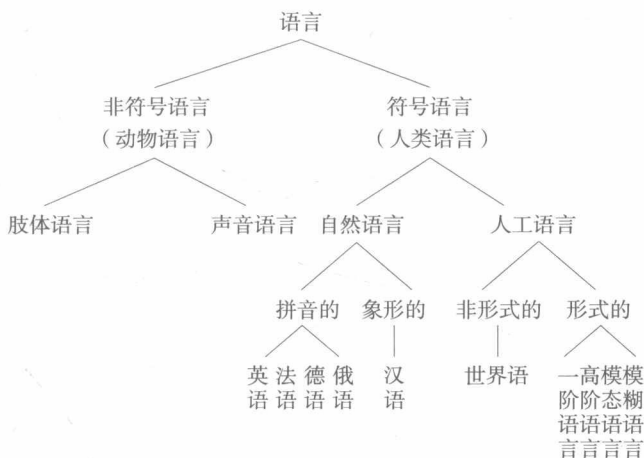 语言
非符号语言
（动物语言）
符号语言
（人类语言）
肢体语言
声音语言
自然语言
人工语言
拼音的
象形的
非形式的
形式的
英语
法语
德语
俄语
汉语
世界语
一阶语言
高阶语言
模态语言
模糊语言